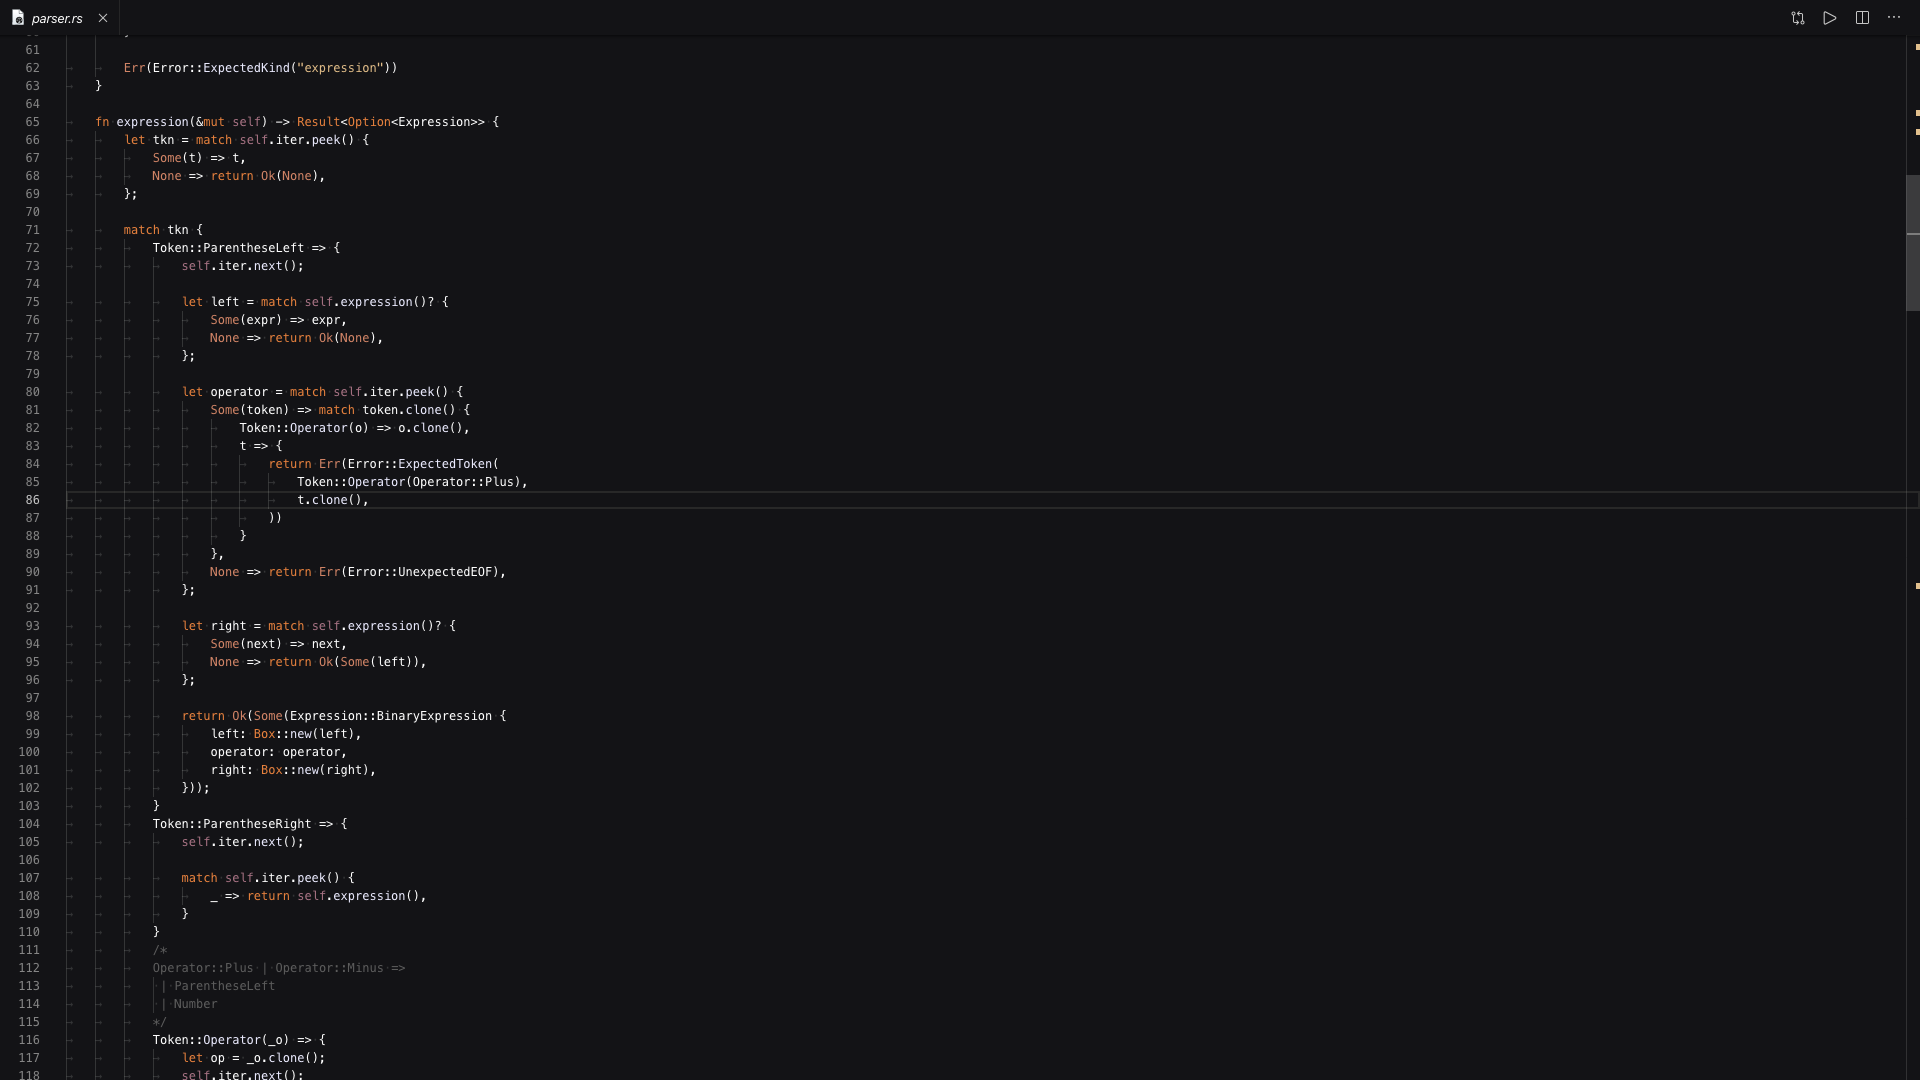 parser.rs
61
62 Err(Error::ExpectedKind("expression"))
63 }
64
65 fn expression(&mut self) -> Result<Option<Expression>> {
66 let tkn = match self.iter.peek() {
67 Some(t) => t,
68 None => return Ok(None),
69 };
70
71 match tkn {
72 Token::ParentheseLeft => {
73 self.iter.next();
74
75 let left = match self.expression()? {
76 Some(expr) => expr,
77 None => return Ok(None),
78 };
79
80 let operator = match self.iter.peek() {
81 Some(token) => match token.clone() {
82 Token::Operator(o) => o.clone(),
83 t => {
84 return Err(Error::ExpectedToken(
85 Token::Operator(Operator::Plus),
86 t.clone(),
87 ))
88 }
89 },
90 None => return Err(Error::UnexpectedEOF),
91 };
92
93 let right = match self.expression()? {
94 Some(next) => next,
95 None => return Ok(Some(left)),
96 };
97
98 return Ok(Some(Expression::BinaryExpression {
99 left: Box::new(left),
100 operator: operator,
101 right: Box::new(right),
102 }));
103 }
104 Token::ParentheseRight => {
105 self.iter.next();
106
107 match self.iter.peek() {
108 _ => return self.expression(),
109 }
110 }
111 /*
112 Operator::Plus | Operator::Minus =>
113 | ParentheseLeft
114 | Number
115 */
116 Token::Operator(_o) => {
117 let op = _o.clone();
118 self.iter.next();